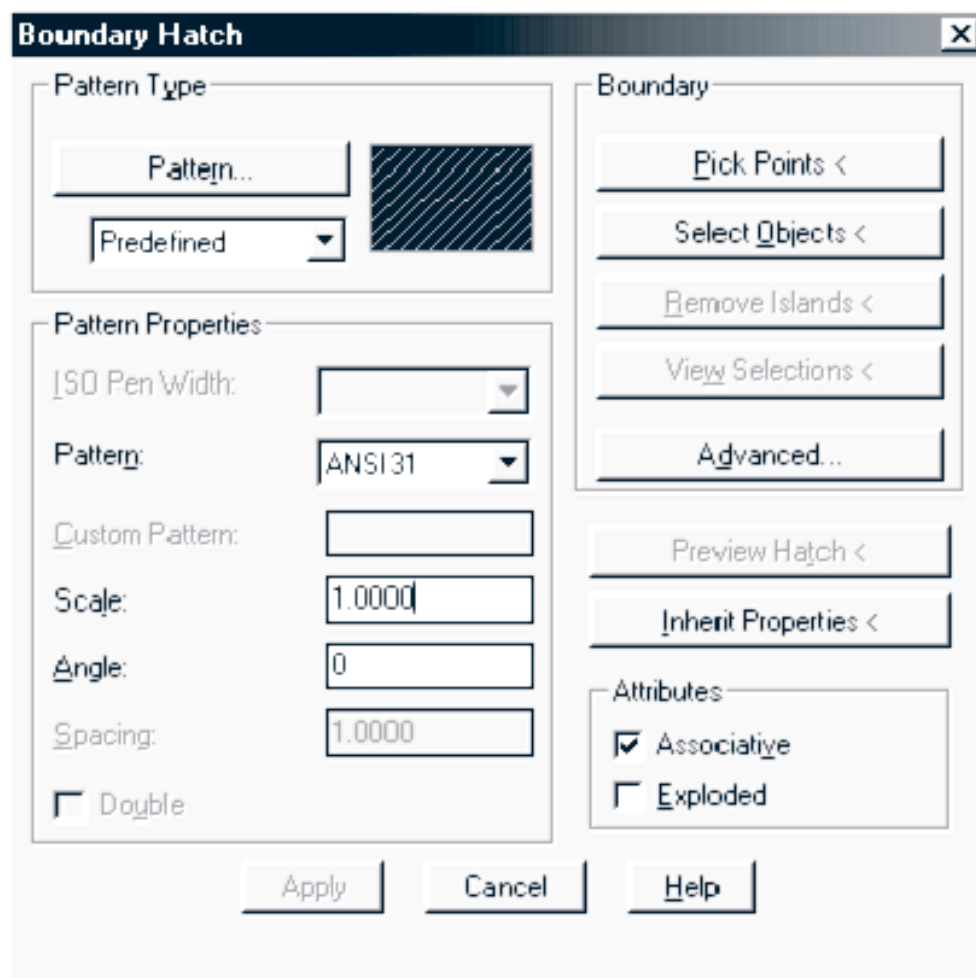 Boundary Hatch
Pattern Type
Pattern...
Predefined
Pattern Properties
ISO Pen Width:
Pattern:
ANSI31
Custom Pattern:
Scale:
1.0000
Angle:
0
Spacing:
1.0000
Double
Boundary
Pick Points <
Select Objects <
Remove Islands <
View Selections <
Advanced...
Preview Hatch <
Inherit Properties <
Attributes
Associative
Exploded
Apply
Cancel
Help